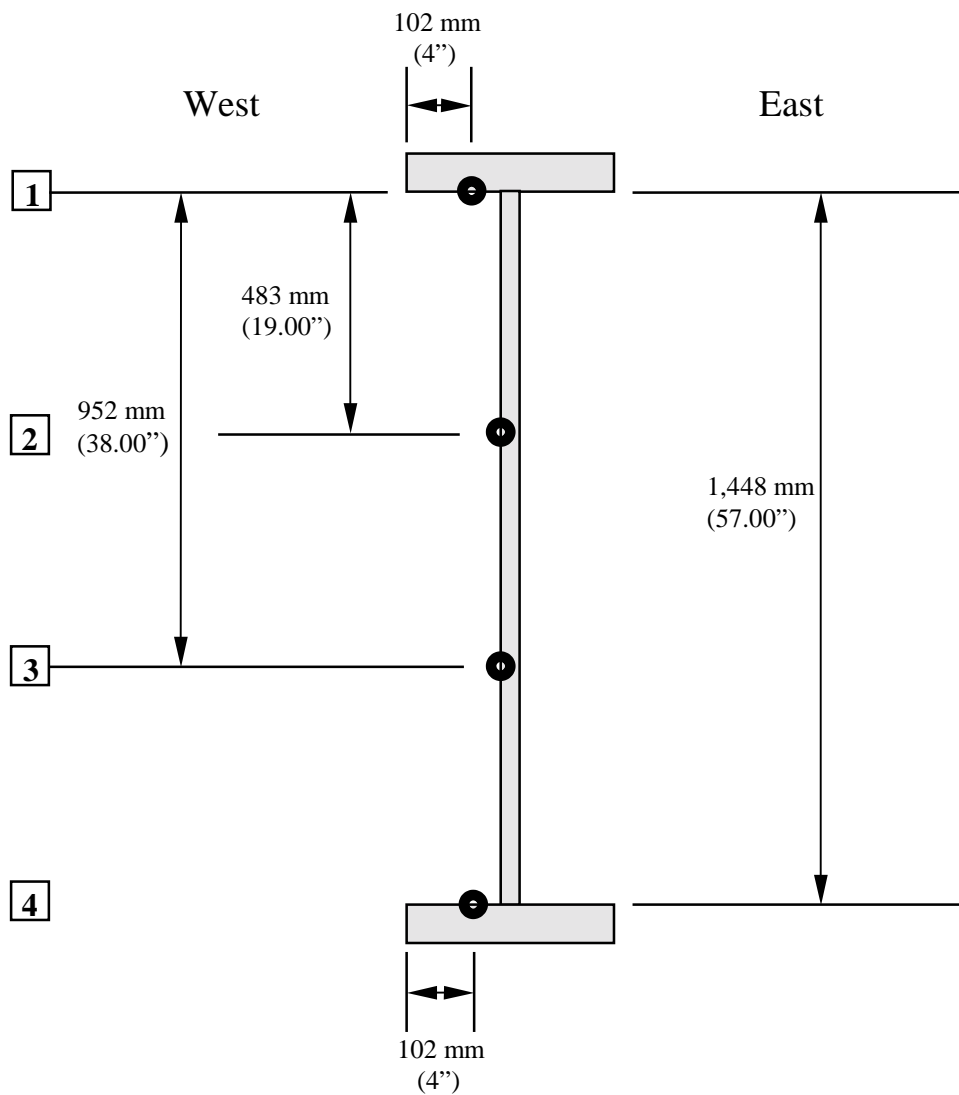 102 mm
(4”)
West
East
1
483 mm
(19.00”)
952 mm
(38.00”)
2
1,448 mm
(57.00”)
3
4
102 mm
(4”)